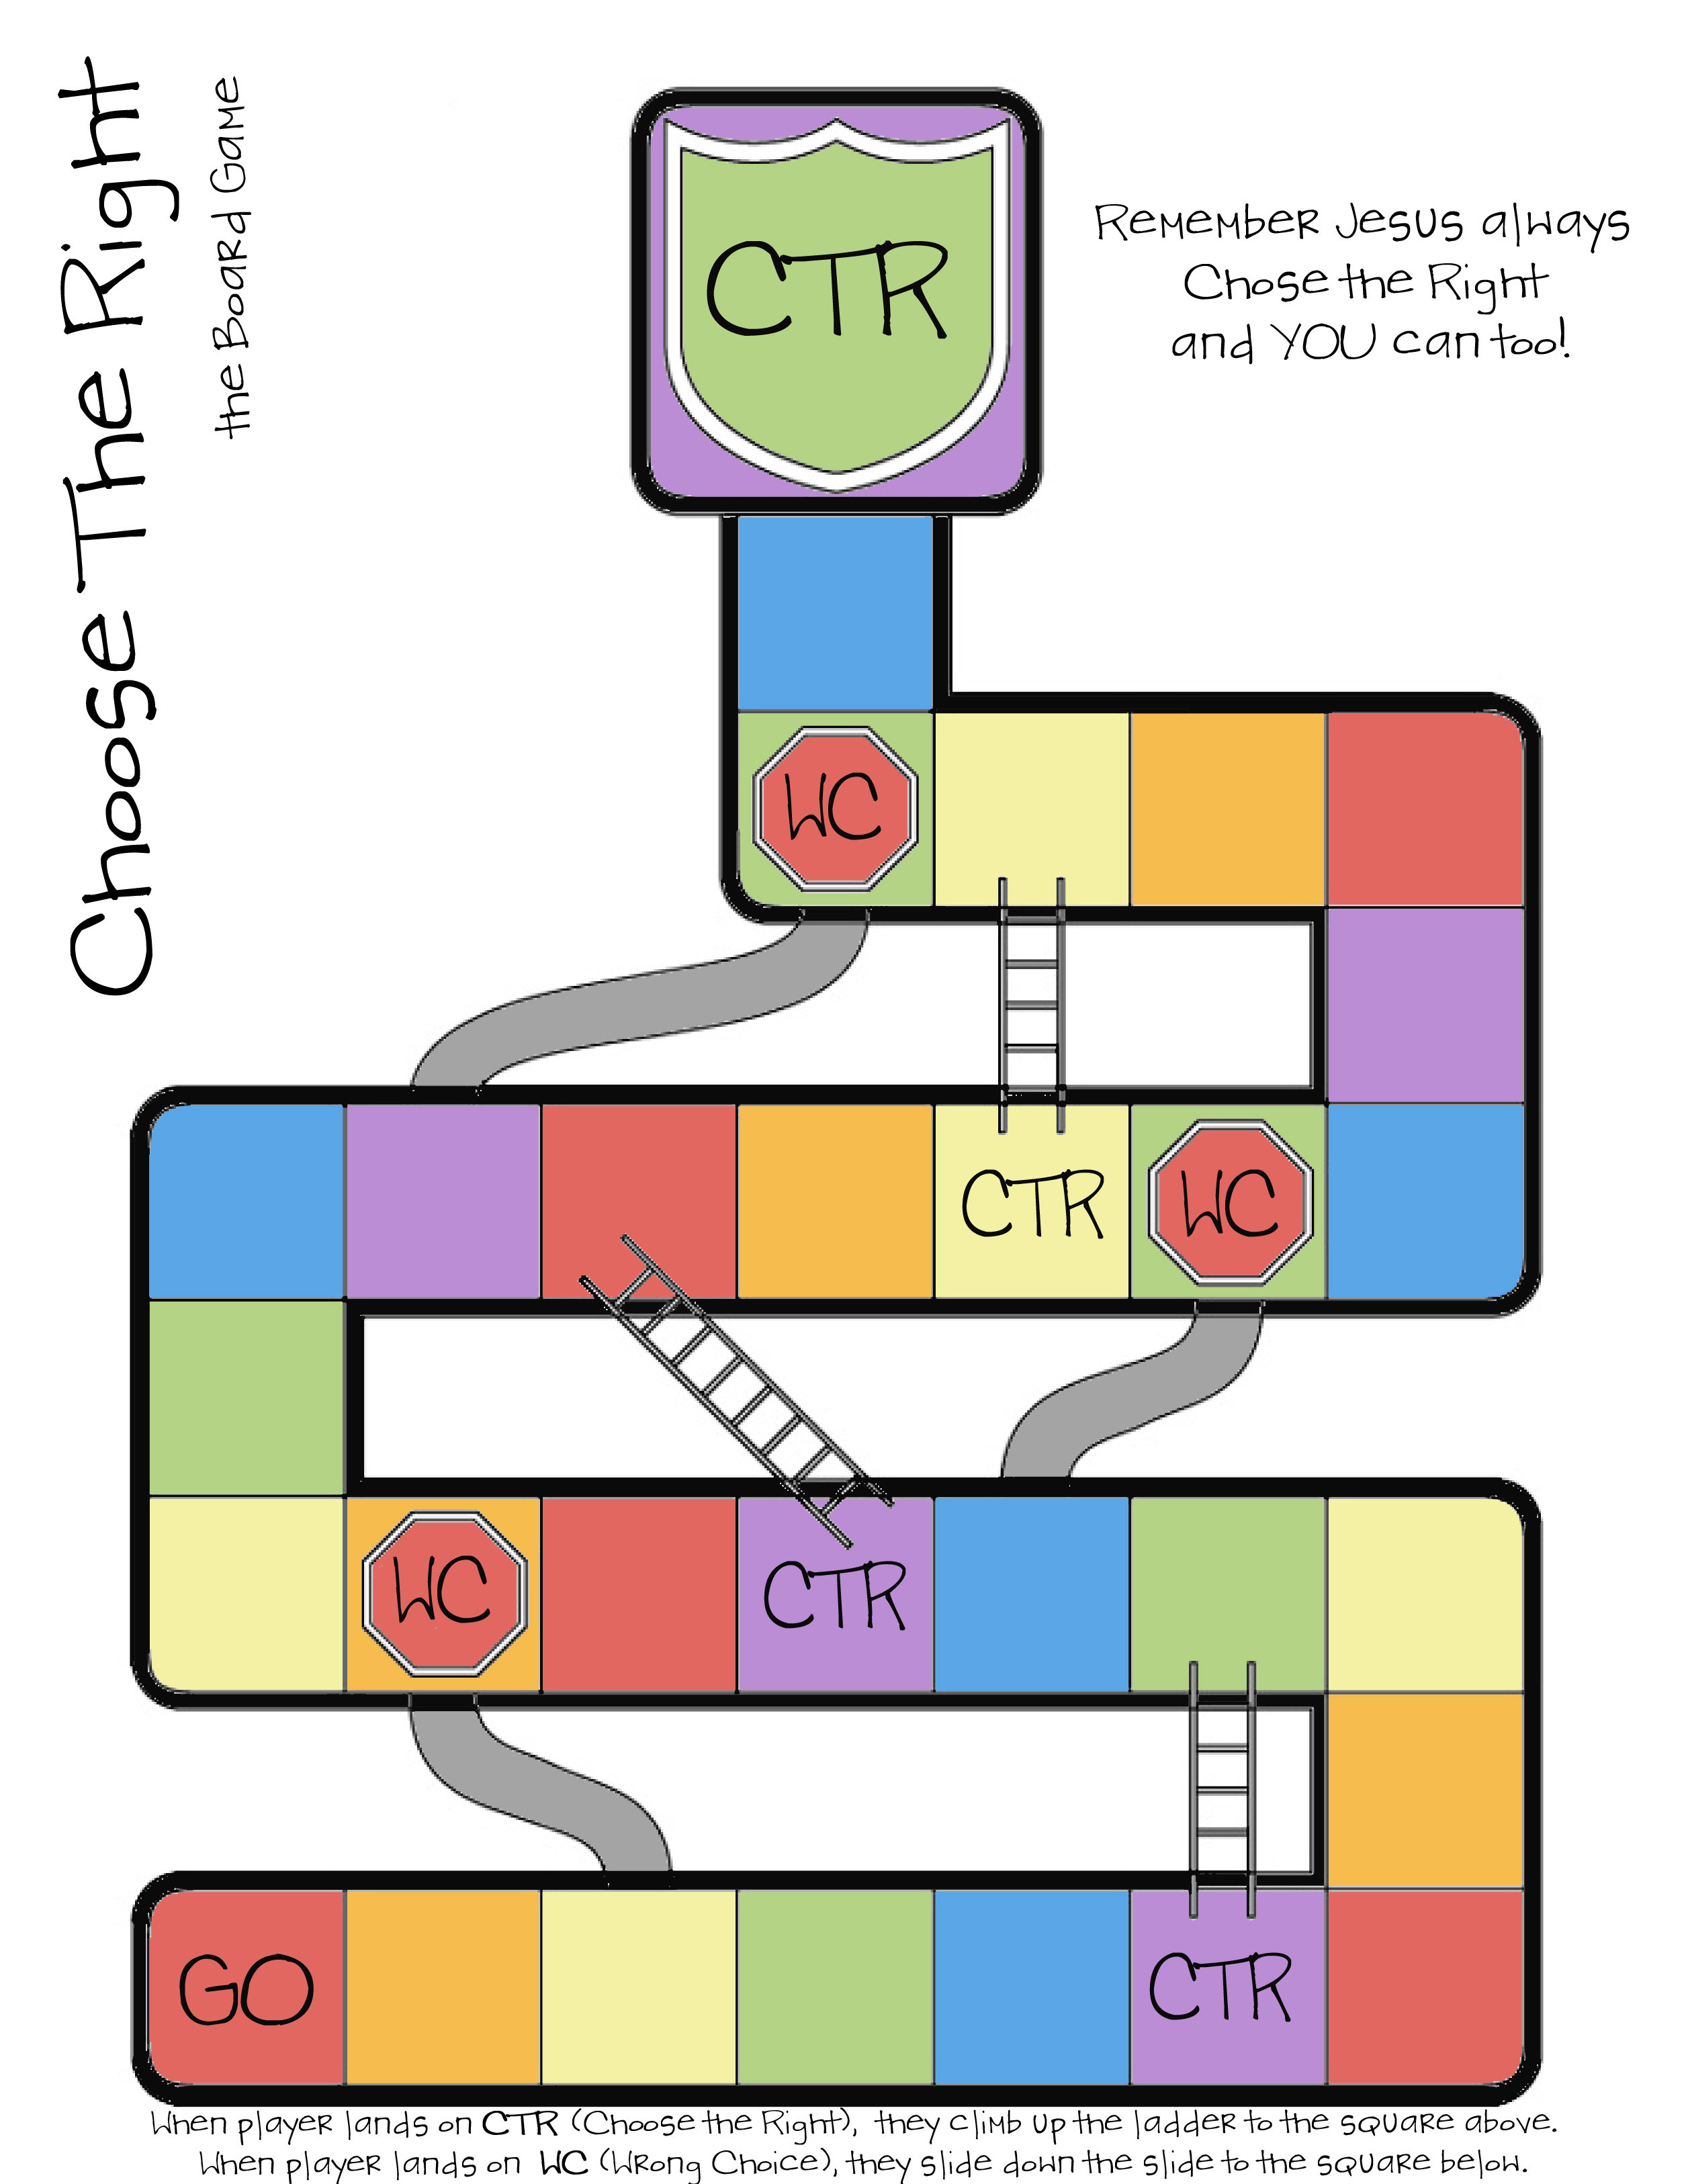 Choose The Right
the Board Game
CTR
Remember Jesus always
Chose the Right
and YOU can too!
WC
CTR
WC
WC
CTR
GO
CTR
When player lands on CTR (Choose the Right), they climb up the ladder to the square above.
When player lands on WC (Wrong Choice), they slide down the slide to the square below.